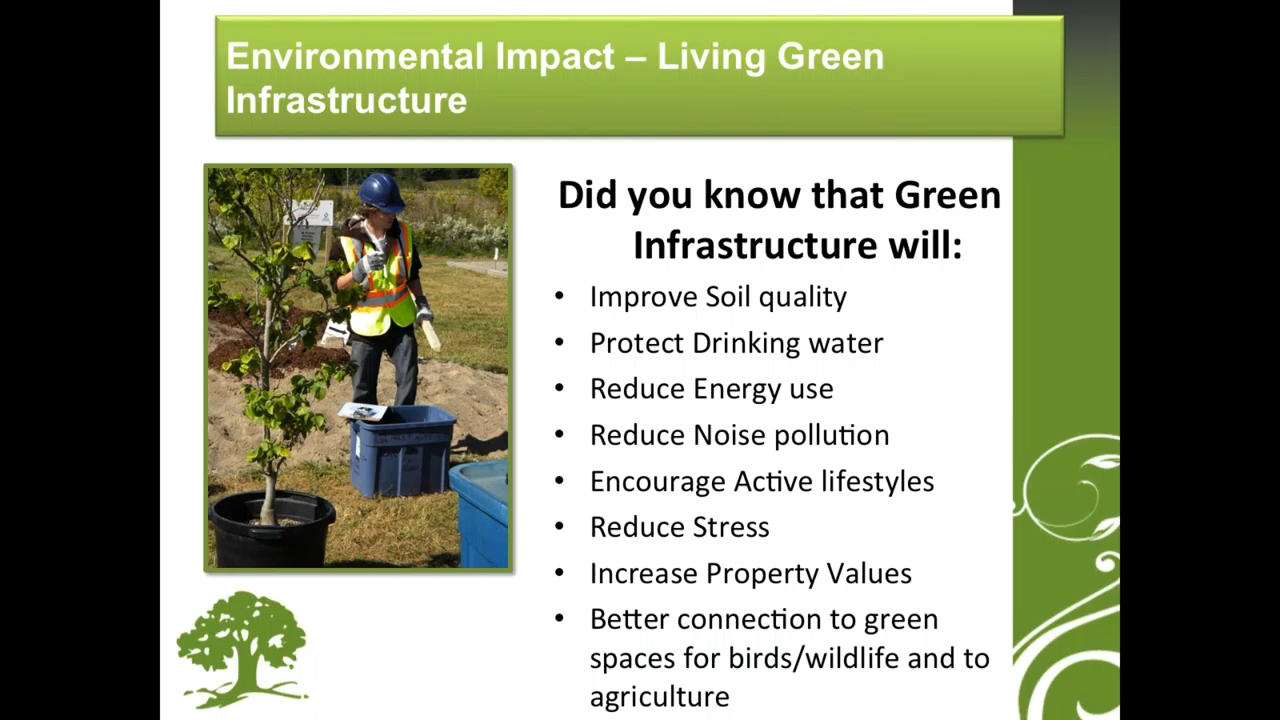 Environmental Impact – Living Green
Infrastructure
Did you know that Green
Infrastructure will:
• Improve Soil quality
• Protect Drinking water
• Reduce Energy use
• Reduce Noise pollution
• Encourage Active lifestyles
• Reduce Stress
• Increase Property Values
• Better connection to green
spaces for birds/wildlife and to
agriculture